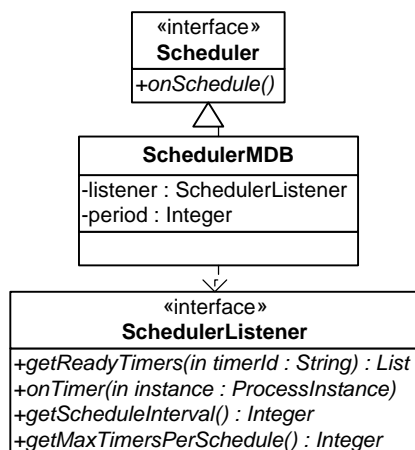 «interface»
Scheduler
+onSchedule()
SchedulerMDB
-listener : SchedulerListener
-period : Integer
r
«interface»
SchedulerListener
+getReadyTimers(in timerId : String) : List
+onTimer(in instance : ProcessInstance)
+getScheduleInterval() : Integer
+getMaxTimersPerSchedule() : Integer